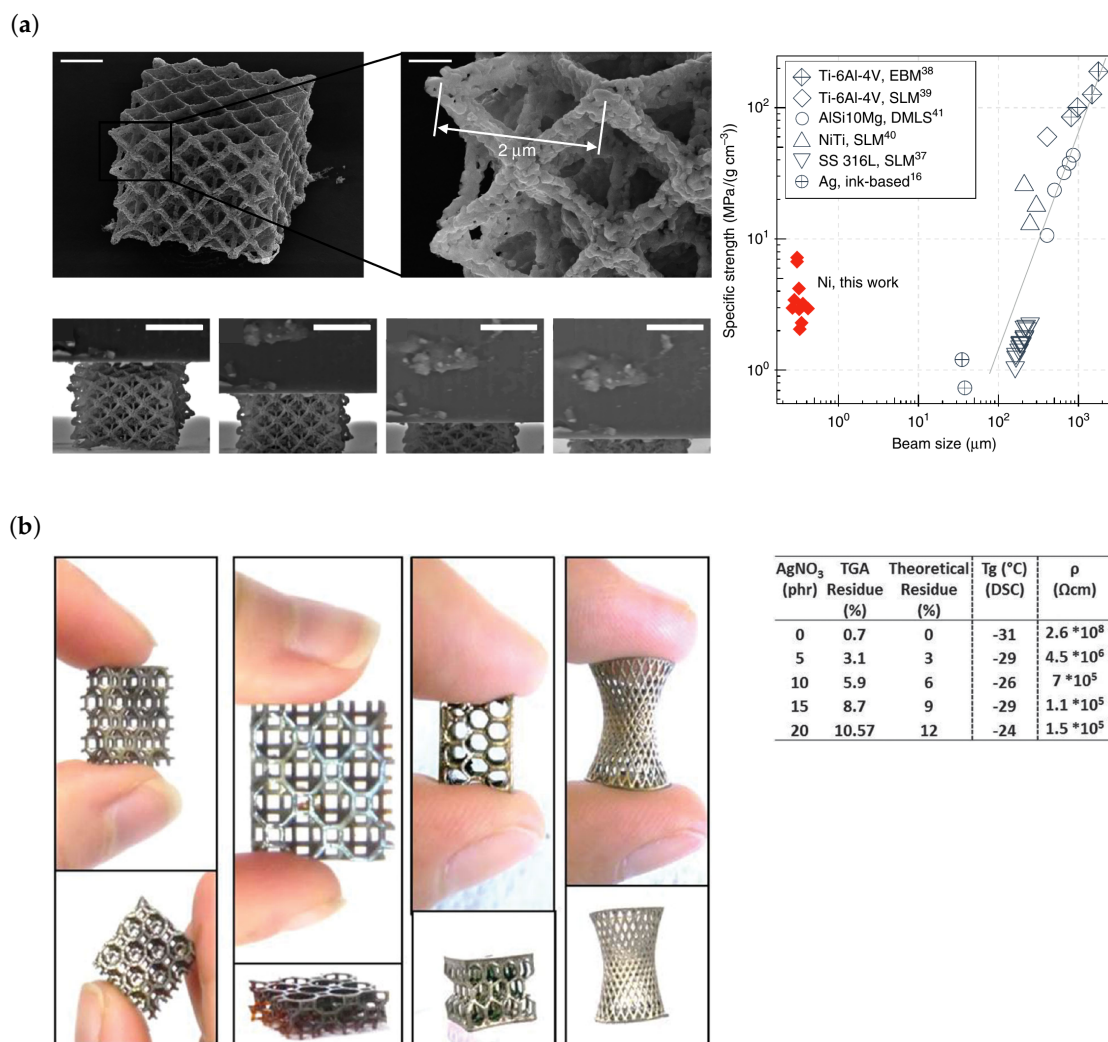 (a)
2 μm
Specific strength (MPa/(g cm⁻³))
10²
10¹
10⁰
Ti-6Al-4V, EBM³⁸
Ti-6Al-4V, SLM³⁹
AlSi10Mg, DMLS⁴¹
NiTi, SLM⁴⁰
SS 316L, SLM³⁷
Ag, ink-based¹⁶
Ni, this work
10⁰ 10¹ 10² 10³
Beam size (μm)
(b)
AgNO₃ TGA Theoretical Tg (°C) ρ
(phr) Residue Residue (DSC) (Ωcm)
(%) (%)
0 0.7 0 -31 2.6 *10⁸
5 3.1 3 -29 4.5 *10⁶
10 5.9 6 -26 7 *10⁵
15 8.7 9 -29 1.1 *10⁵
20 10.57 12 -24 1.5 *10⁵